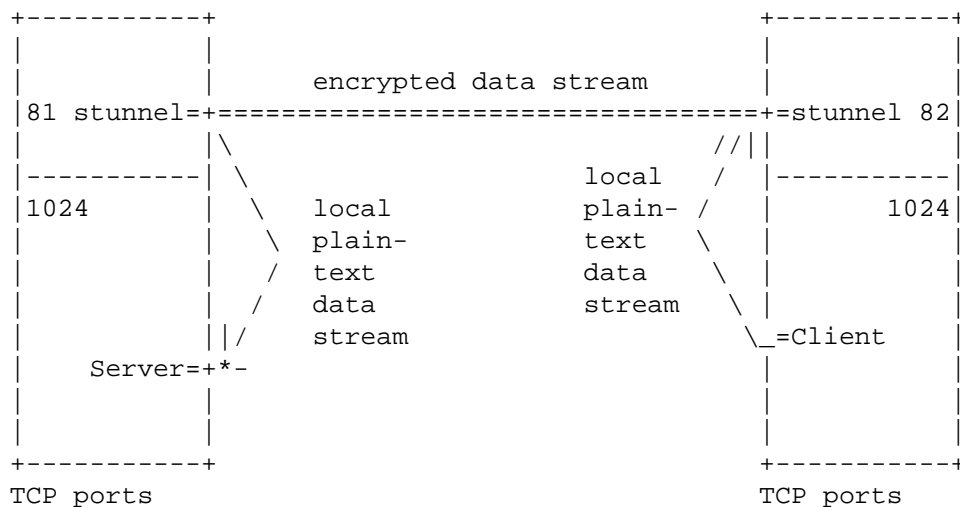 +-----------+                                  +-----------+
|           |                                  |           |
|           |      encrypted data stream       |           |
|81 stunnel=+==================================+=stunnel 82|
|           |\                              //||           |
|-----------| \                     local   /  |-----------|
|1024       |  \   local            plain- /   |       1024|
|           |   \  plain-           text   \   |           |
|           |   /  text             data    \  |           |
|           |  /   data             stream   \ |           |
|           ||/    stream                     \_=Client    |
|    Server=+*-                                |           |
|           |                                  |           |
|           |                                  |           |
+-----------+                                  +-----------+
TCP ports                                      TCP ports